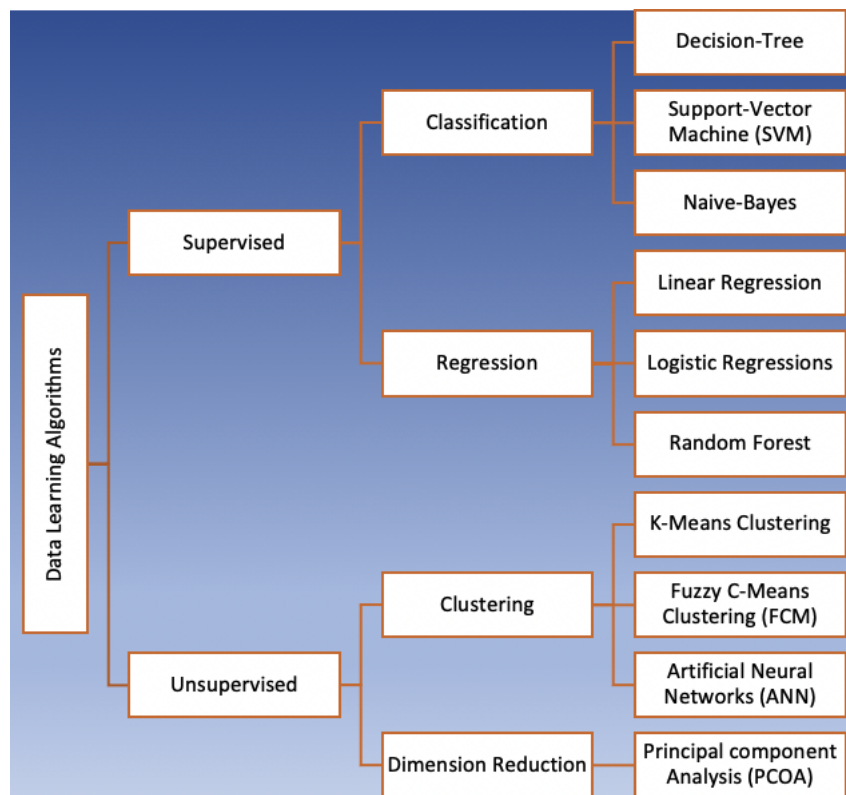 Data Learning Algorithms
Supervised
Classification
Decision-Tree
Support-Vector
Machine (SVM)
Naive-Bayes
Regression
Linear Regression
Logistic Regressions
Random Forest
Unsupervised
Clustering
K-Means Clustering
Fuzzy C-Means
Clustering (FCM)
Artificial Neural
Networks (ANN)
Dimension Reduction
Principal component
Analysis (PCOA)